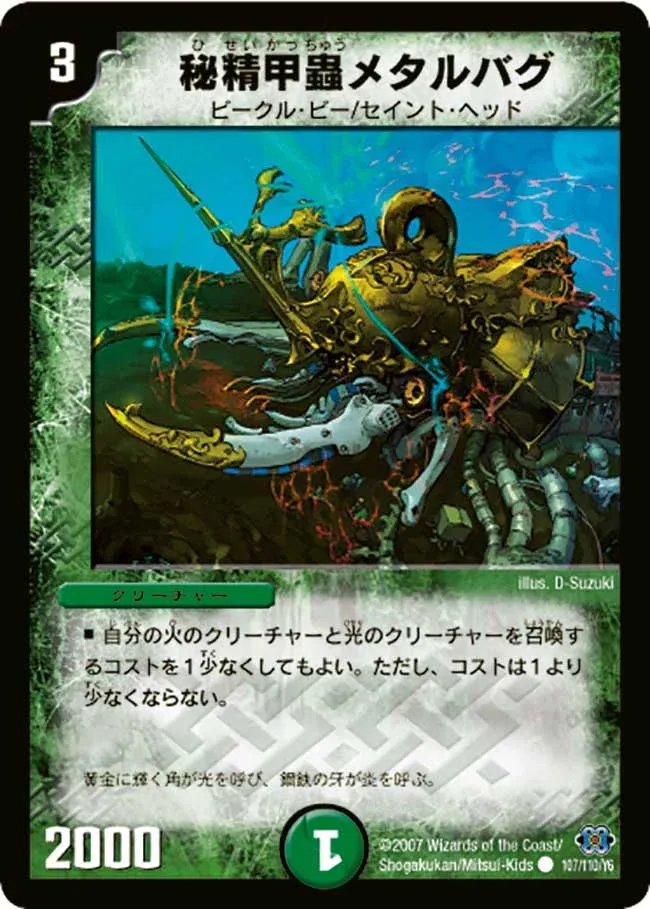 3
ひせいかっちゅう
秘精甲蟲メタルバグ
ビークル・ビー/セイント・ヘッド
illus. D-Suzuki
クリーチャー
■ 自分の火のクリーチャーと光のクリーチャーを召喚す
るコストを1少なくしてもよい。ただし、コストは1より
少なくならない。
黄金に輝く角が光を呼び、鋼鉄の牙が炎を呼ぶ。
2000
1
©2007 Wizards of the Coast/
Shogakukan/Mitsui-Kids
107/110/Y6